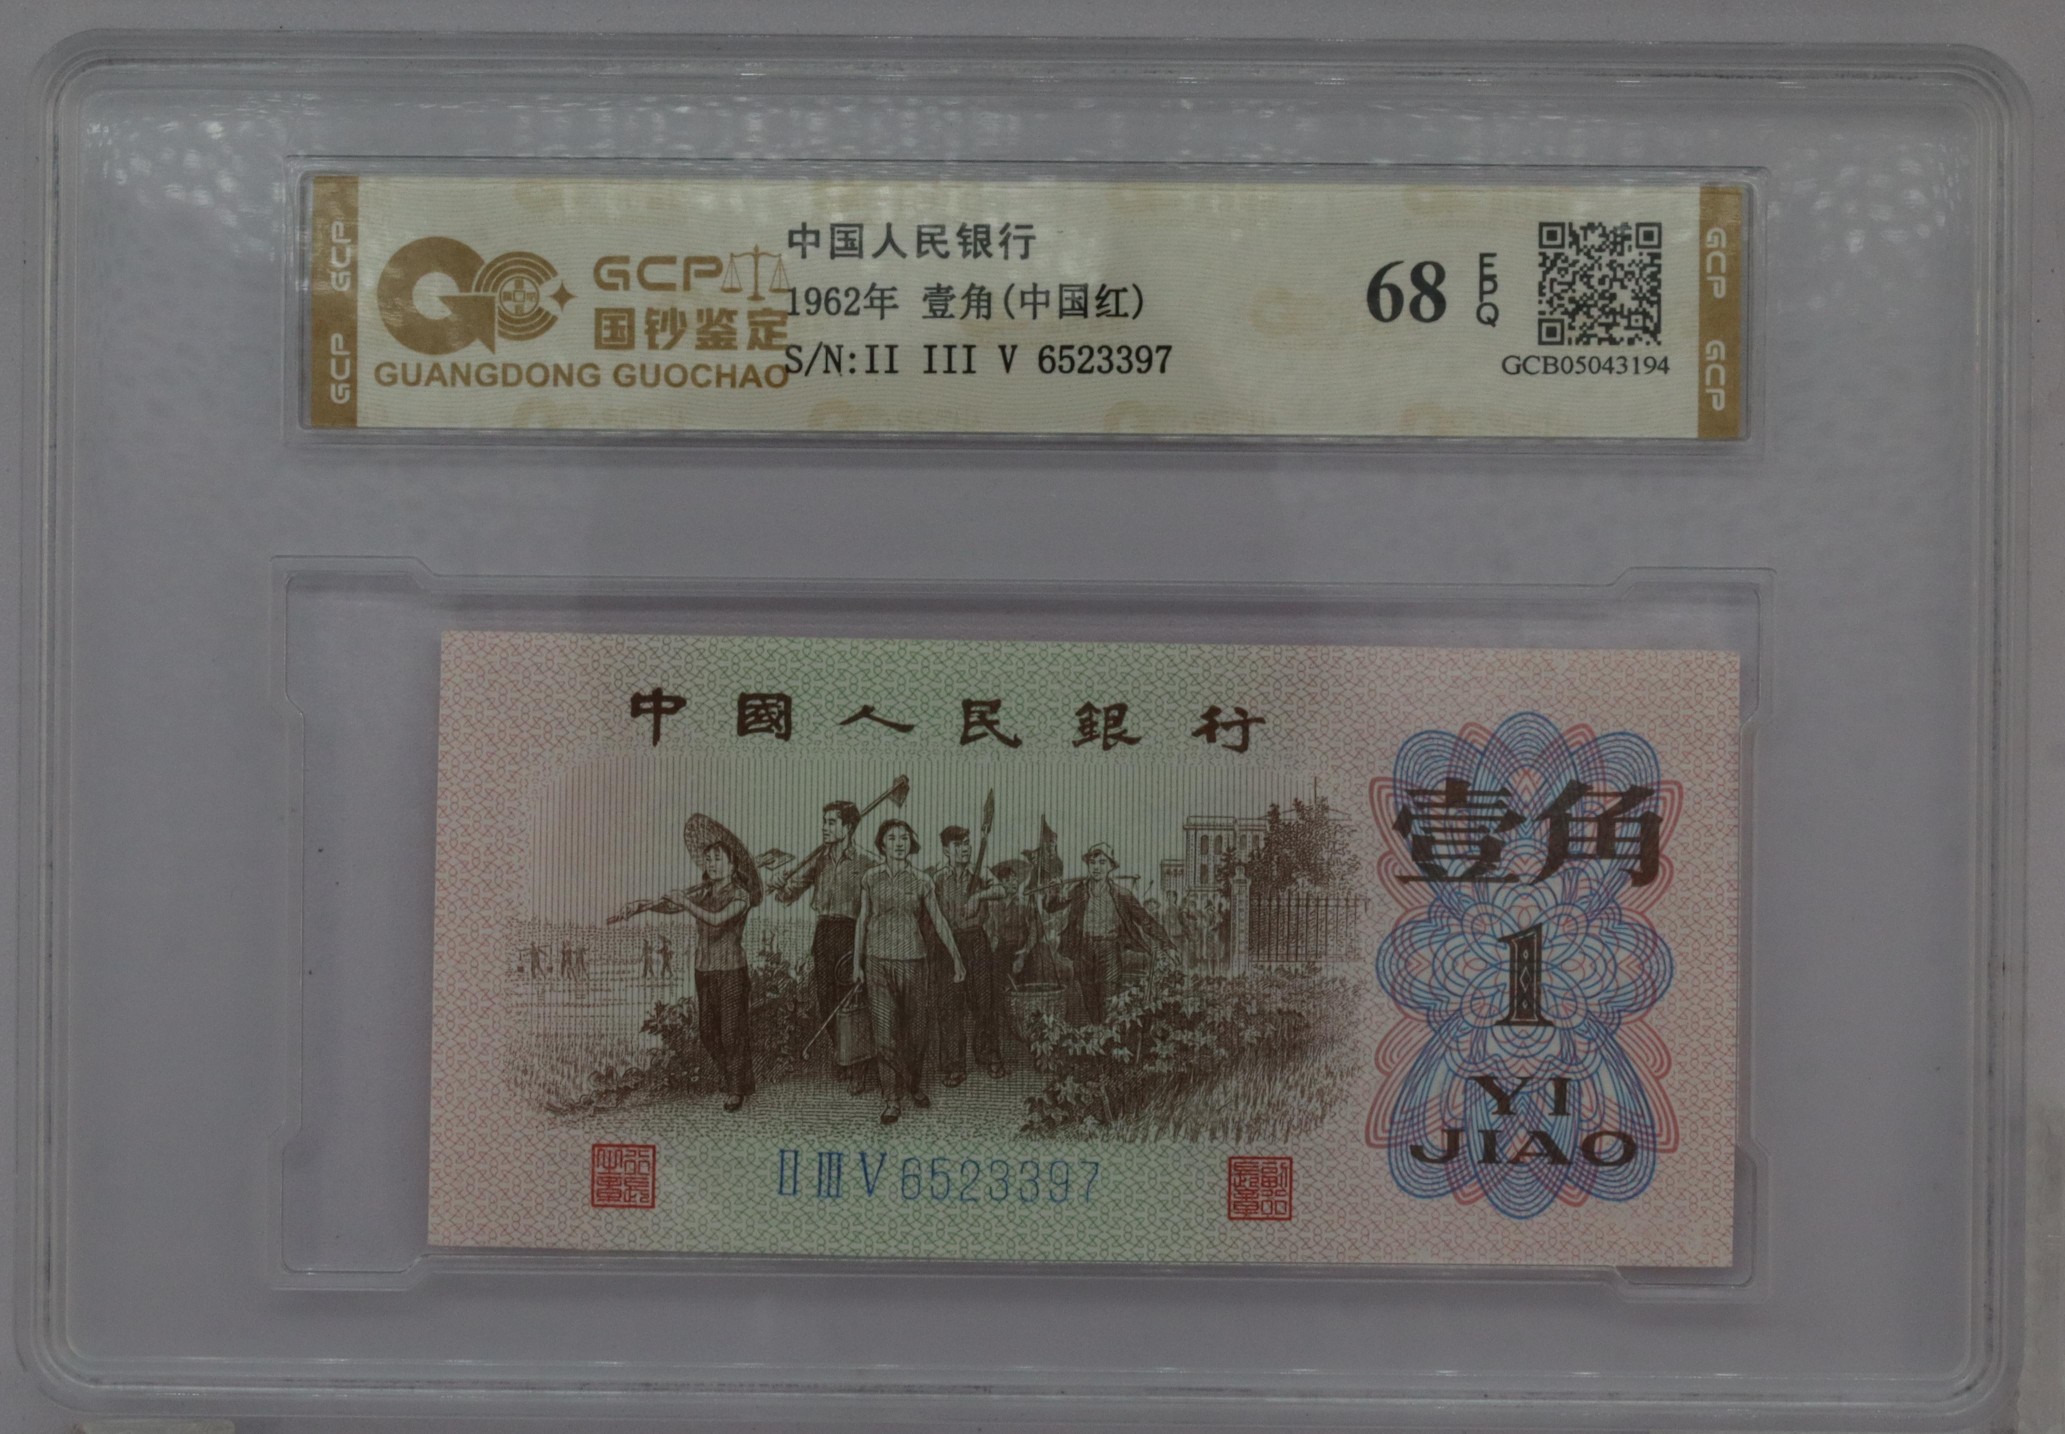 GCP GCP
GCP
国钞鉴定
GUANGDONG GUOCHAO
中国人民银行
1962年 壹角(中国红)
S/N:II III V 6523397
68
EPQ
GCB05043194
GCP GCP
中國人民銀行
壹角
1
YI
JIAO
II III V 6523397